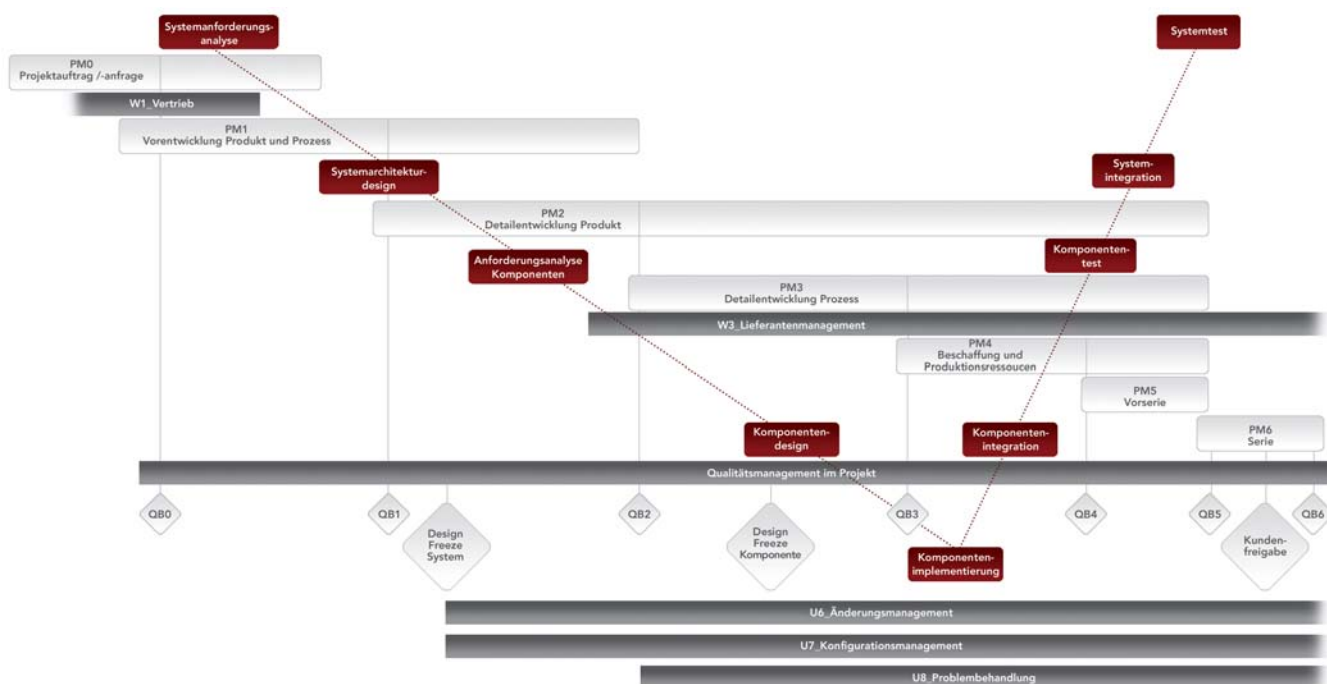 Systemanforderungs-
analyse
Systemtest
PM0
Projektauftrag /-anfrage
W1_Vertrieb
PM1
Vorentwicklung Produkt und Prozess
Systemarchitektur-
design
System-
integration
PM2
Detailentwicklung Produkt
Anforderungsanalyse
Komponenten
Komponenten-
test
PM3
Detailentwicklung Prozess
W3_Lieferantenmanagement
PM4
Beschaffung und
Produktionsressoucen
PM5
Vorserie
Komponenten-
design
Komponenten-
integration
PM6
Serie
Qualitätsmanagement im Projekt
QB0
QB1
QB2
QB3
QB4
QB5
QB6
Design
Freeze
System
Design
Freeze
Komponente
Komponenten-
implementierung
Kunden-
freigabe
U6_Änderungsmanagement
U7_Konfigurationsmanagement
U8_Problembehandlung